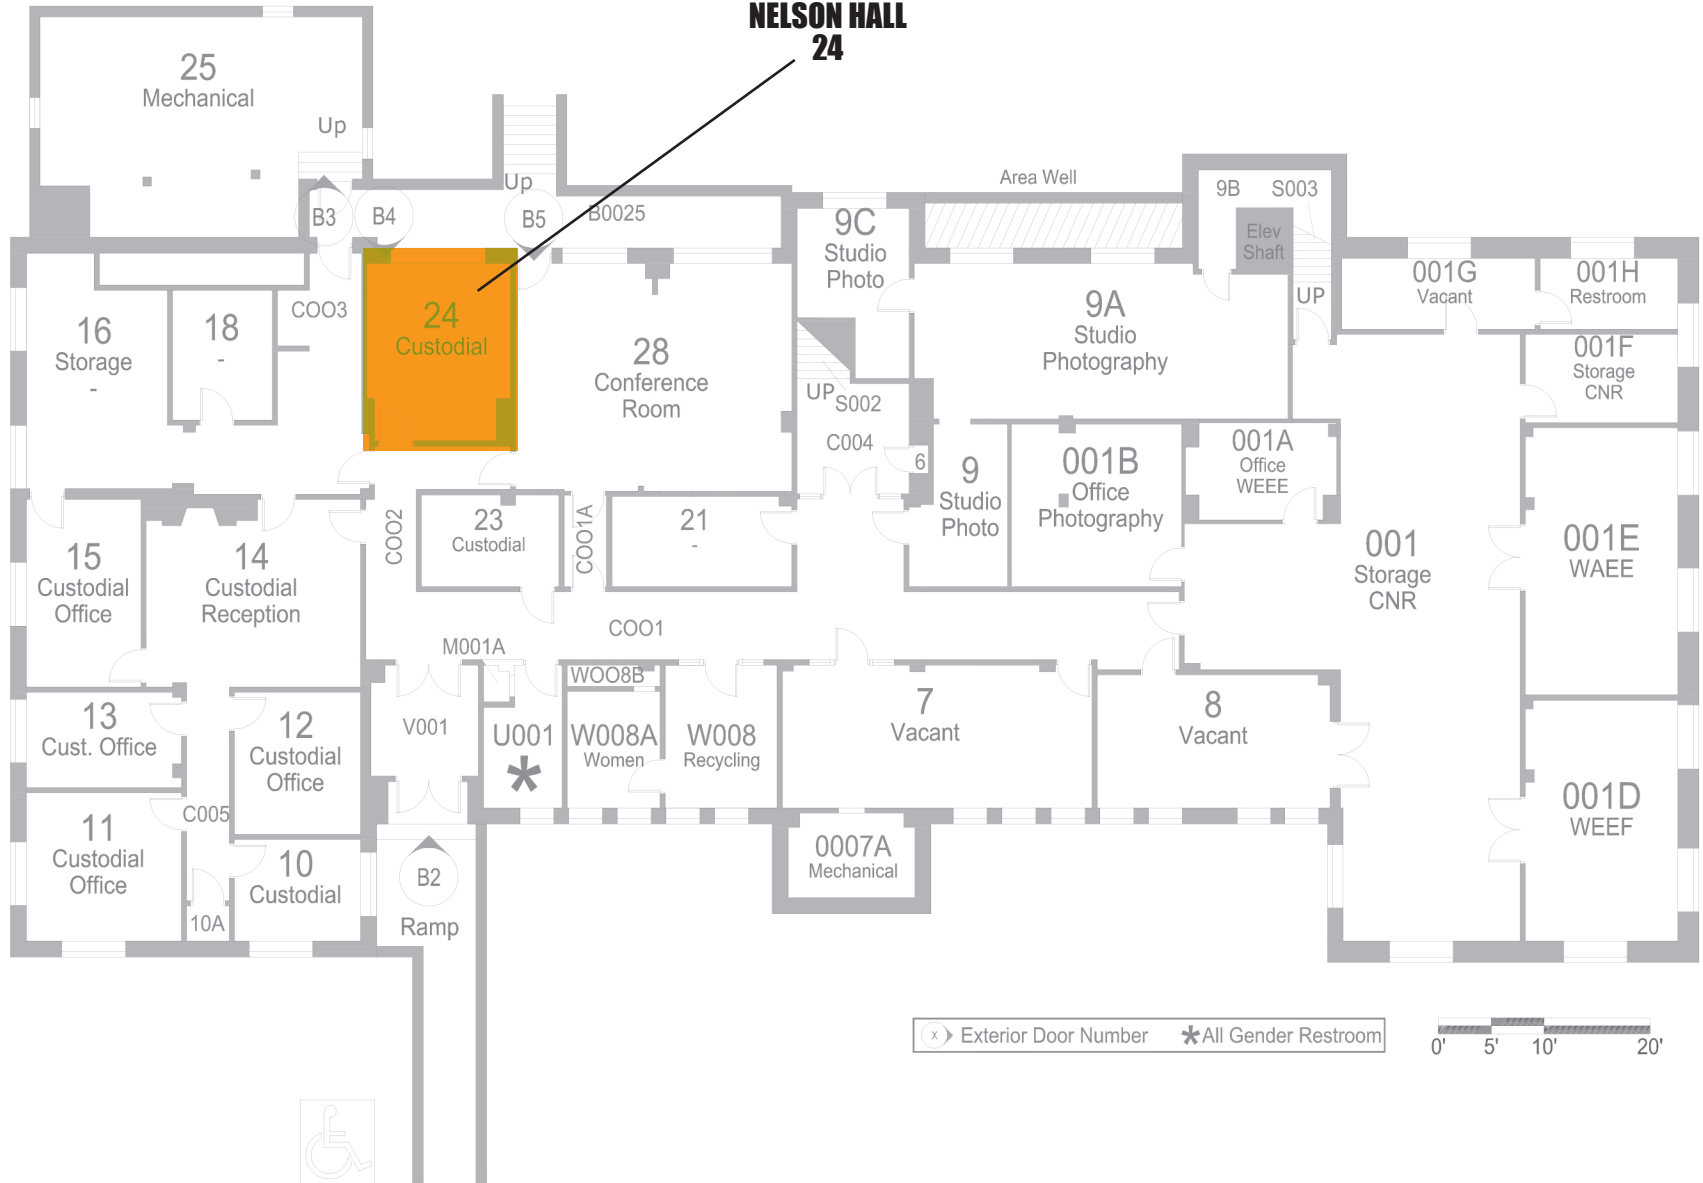 NELSON HALL
24
25
Mechanical
Up
Up
B3
B4
B5
B0025
Area Well
9B
S003
Elev
Shaft
UP
9C
Studio
Photo
001G
Vacant
001H
Restroom
16
Storage
-
18
-
COO3
24
Custodial
28
Conference
Room
9A
Studio
Photography
001F
Storage
CNR
UP
S002
C004
6
9
Studio
Photo
001B
Office
Photography
001A
Office
WEEE
15
Custodial
Office
14
Custodial
Reception
COO2
23
Custodial
COO1A
21
-
001
Storage
CNR
001E
WAEE
COO1
M001A
13
Cust. Office
12
Custodial
Office
V001
U001
*
WOO8B
W008A
Women
W008
Recycling
7
Vacant
8
Vacant
001D
WEEF
11
Custodial
Office
C005
10
Custodial
10A
B2
Ramp
0007A
Mechanical
X Exterior Door Number * All Gender Restroom
0' 5' 10' 20'